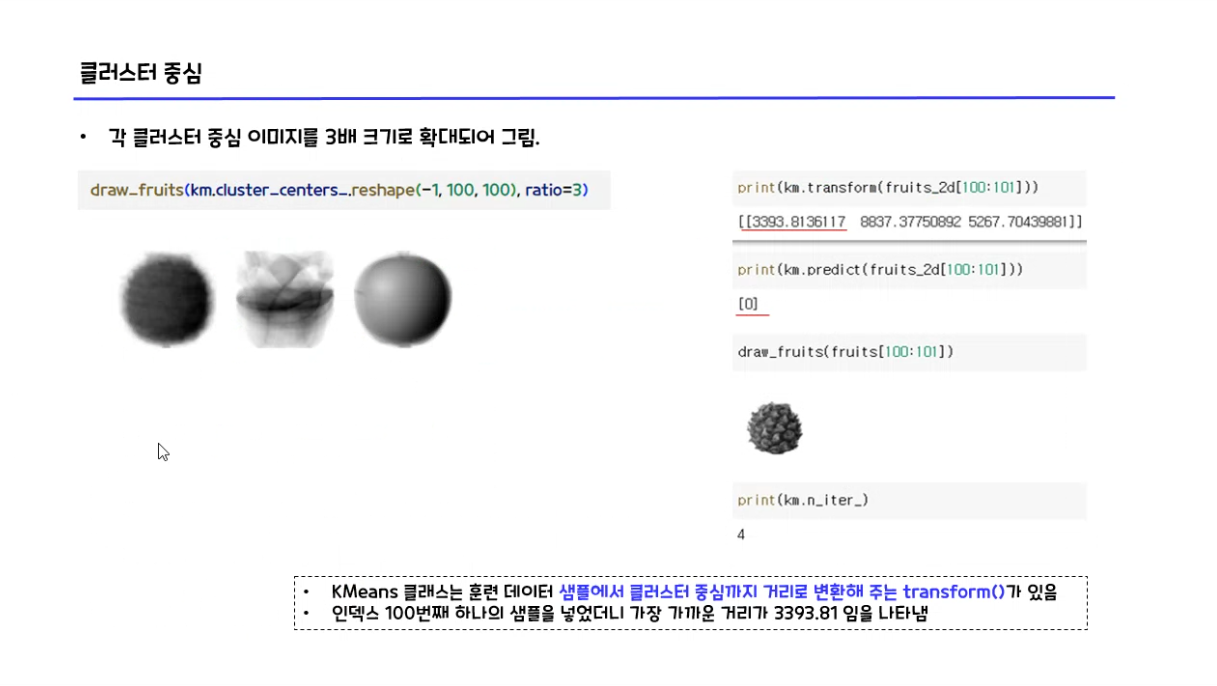 클러스터 중심
• 각 클러스터 중심 이미지를 3배 크기로 확대되어 그림.
draw_fruits(km.cluster_centers_.reshape(-1, 100, 100), ratio=3)
print(km.transform(fruits_2d[100:101]))
[[3393.8136117 8837.37750892 5267.70439881]]
print(km.predict(fruits_2d[100:101]))
[0]
draw_fruits(fruits[100:101])
print(km.n_iter_)
4
• KMeans 클래스는 훈련 데이터 샘플에서 클러스터 중심까지 거리로 변환해 주는 transform()가 있음
• 인덱스 100번째 하나의 샘플을 넣었더니 가장 가까운 거리가 3393.81 임을 나타냄